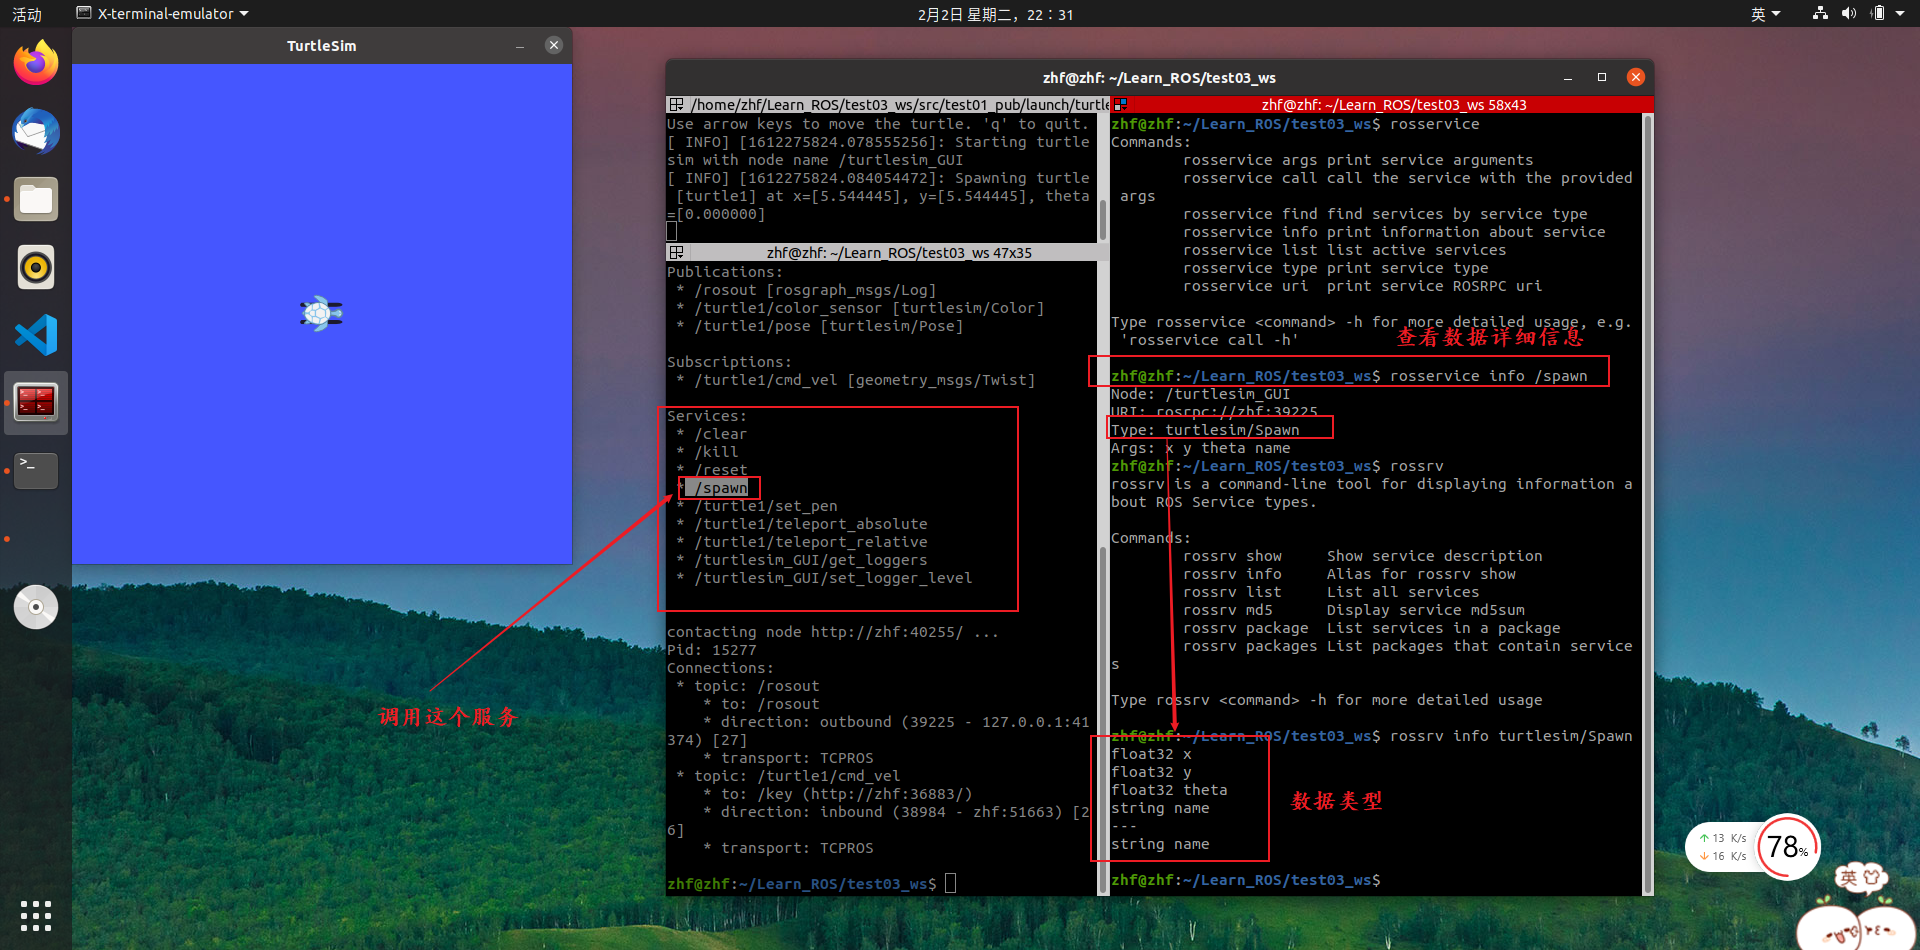 活动
X-terminal-emulator
2月2日 星期二，22：31
英
TurtleSim
zhf@zhf: ~/Learn_ROS/test03_ws
/home/zhf/Learn_ROS/test03_ws/src/test01_pub/launch/turtle
Use arrow keys to move the turtle. 'q' to quit.
[ INFO] [1612275824.078555256]: Starting turtle
sim with node name /turtlesim_GUI
[ INFO] [1612275824.084054472]: Spawning turtle
[turtle1] at x=[5.544445], y=[5.544445], theta
=[0.000000]
zhf@zhf: ~/Learn_ROS/test03_ws 47x35
Publications:
* /rosout [rosgraph_msgs/Log]
* /turtle1/color_sensor [turtlesim/Color]
* /turtle1/pose [turtlesim/Pose]
Subscriptions:
* /turtle1/cmd_vel [geometry_msgs/Twist]
Services:
* /clear
* /kill
* /reset
* /spawn
* /turtle1/set_pen
* /turtle1/teleport_absolute
* /turtle1/teleport_relative
* /turtlesim_GUI/get_loggers
* /turtlesim_GUI/set_logger_level
调用这个服务
contacting node http://zhf:40255/ ...
Pid: 15277
Connections:
* topic: /rosout
* to: /rosout
* direction: outbound (39225 - 127.0.0.1:41
374) [27]
* transport: TCPROS
* topic: /turtle1/cmd_vel
* to: /key (http://zhf:36883/)
* direction: inbound (38984 - zhf:51663) [2
6]
* transport: TCPROS
zhf@zhf:~/Learn_ROS/test03_ws$
zhf@zhf: ~/Learn_ROS/test03_ws 58x43
zhf@zhf:~/Learn_ROS/test03_ws$ rosservice
Commands:
rosservice args print service arguments
rosservice call call the service with the provided
args
rosservice find find services by service type
rosservice info print information about service
rosservice list list active services
rosservice type print service type
rosservice uri  print service ROSRPC uri
Type rosservice <command> -h for more detailed usage, e.g.
'rosservice call -h'
查看数据详细信息
zhf@zhf:~/Learn_ROS/test03_ws$ rosservice info /spawn
Node: /turtlesim_GUI
URI: rosrpc://zhf:39225
Type: turtlesim/Spawn
Args: x y theta name
zhf@zhf:~/Learn_ROS/test03_ws$ rossrv
rossrv is a command-line tool for displaying information a
bout ROS Service types.
Commands:
rossrv show     Show service description
rossrv info     Alias for rossrv show
rossrv list     List all services
rossrv md5      Display service md5sum
rossrv package  List services in a package
rossrv packages List packages that contain service
s
Type rossrv <command> -h for more detailed usage
zhf@zhf:~/Learn_ROS/test03_ws$ rossrv info turtlesim/Spawn
float32 x
float32 y
float32 theta
string name
---
string name
数据类型
zhf@zhf:~/Learn_ROS/test03_ws$
13 K/s
16 K/s
78%
英